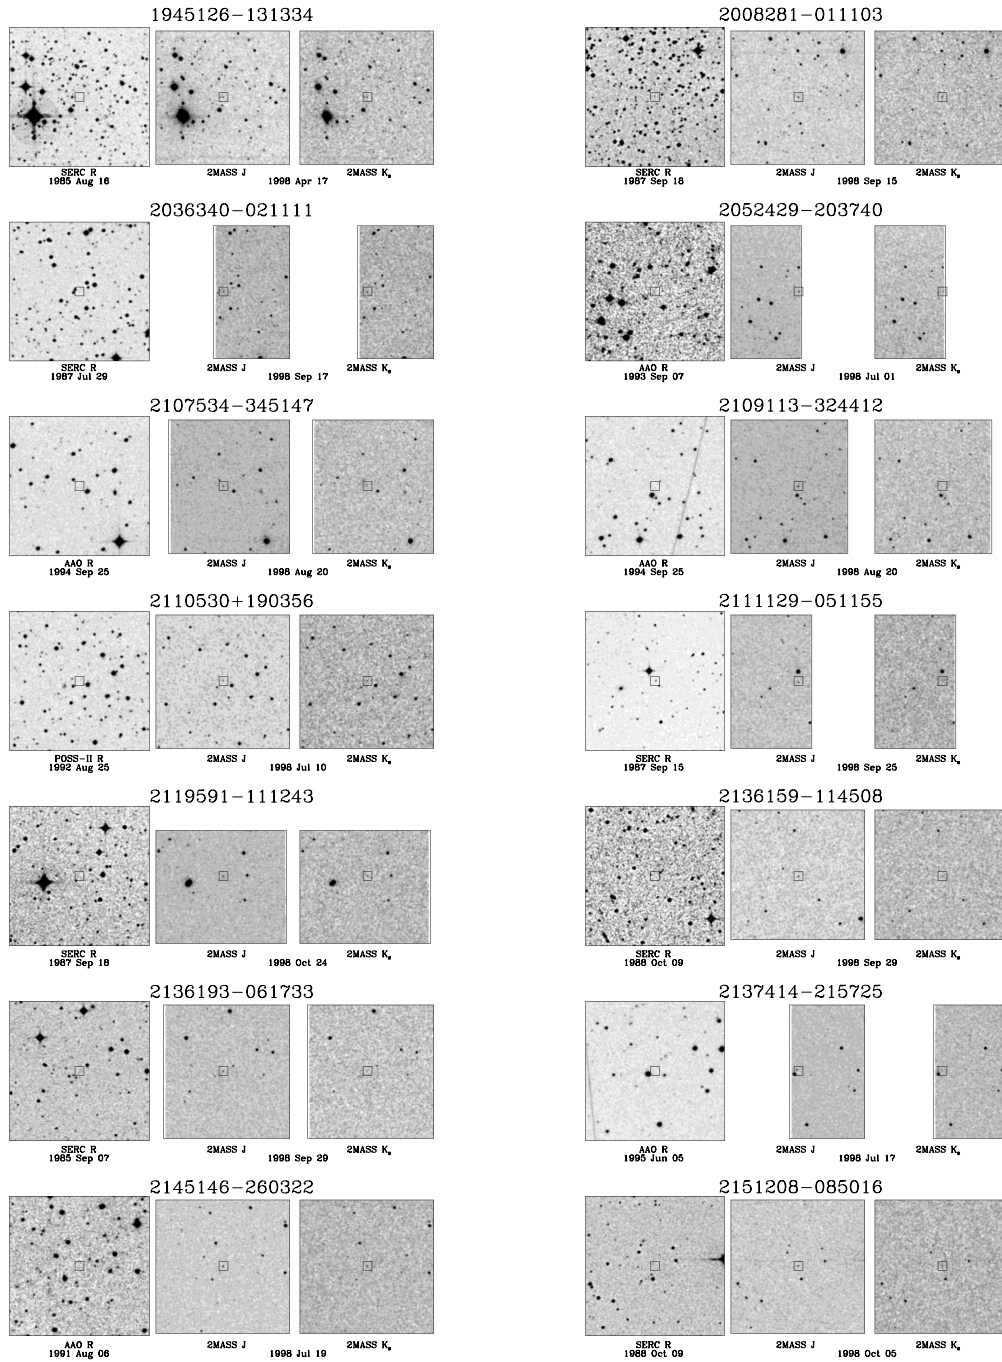 1945126-131334
2008281-011103
SERC R
1985 Aug 16
2MASS J
1998 Apr 17
2MASS Ks
SERC R
1987 Sep 18
2MASS J
1998 Sep 15
2MASS Ks
2036340-021111
2052429-203740
SERC R
1987 Jul 29
2MASS J
1998 Sep 17
2MASS Ks
AAO R
1993 Sep 07
2MASS J
1998 Jul 01
2MASS Ks
2107534-345147
2109113-324412
AAO R
1994 Sep 25
2MASS J
1998 Aug 20
2MASS Ks
AAO R
1994 Sep 25
2MASS J
1998 Aug 20
2MASS Ks
2110530+190356
2111129-051155
POSS-II R
1992 Aug 25
2MASS J
1998 Jul 10
2MASS Ks
SERC R
1987 Sep 15
2MASS J
1998 Sep 25
2MASS Ks
2119591-111243
2136159-114508
SERC R
1987 Sep 18
2MASS J
1998 Oct 24
2MASS Ks
SERC R
1988 Oct 09
2MASS J
1998 Sep 29
2MASS Ks
2136193-061733
2137414-215725
SERC R
1985 Sep 07
2MASS J
1998 Sep 29
2MASS Ks
AAO R
1995 Jun 05
2MASS J
1998 Jul 17
2MASS Ks
2145146-260322
2151208-085016
AAO R
1991 Aug 06
2MASS J
1998 Jul 19
2MASS Ks
SERC R
1988 Oct 09
2MASS J
1998 Oct 05
2MASS Ks